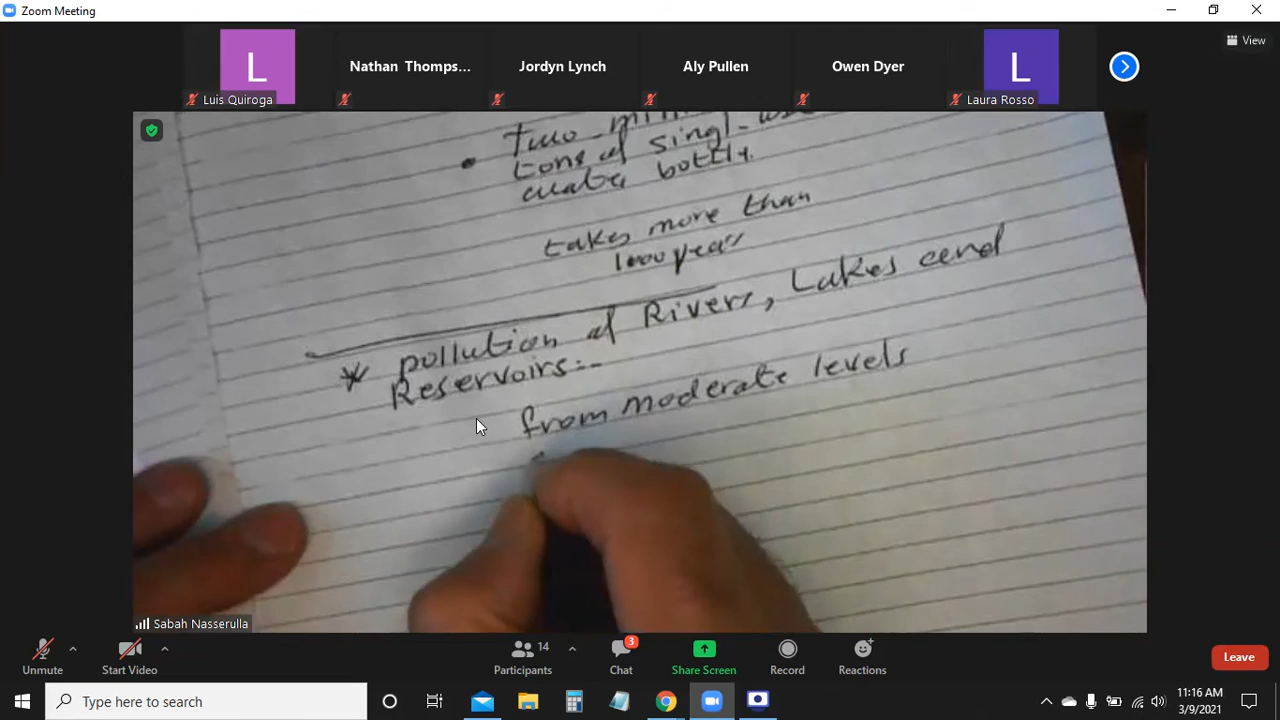 Zoom Meeting
View
L
Luis Quiroga
Nathan Thomps...
Jordyn Lynch
Aly Pullen
Owen Dyer
L
Laura Rosso
two
tons of singl-use
water bottly.
takes more than
1000 years
* pollution of Rivers, Lakes and
Reservoirs:-
from moderate levels
Sabah Nasserulla
Unmute
Start Video
14
Participants
3
Chat
Share Screen
Record
Reactions
Leave
Type here to search
11:16 AM
3/9/2021